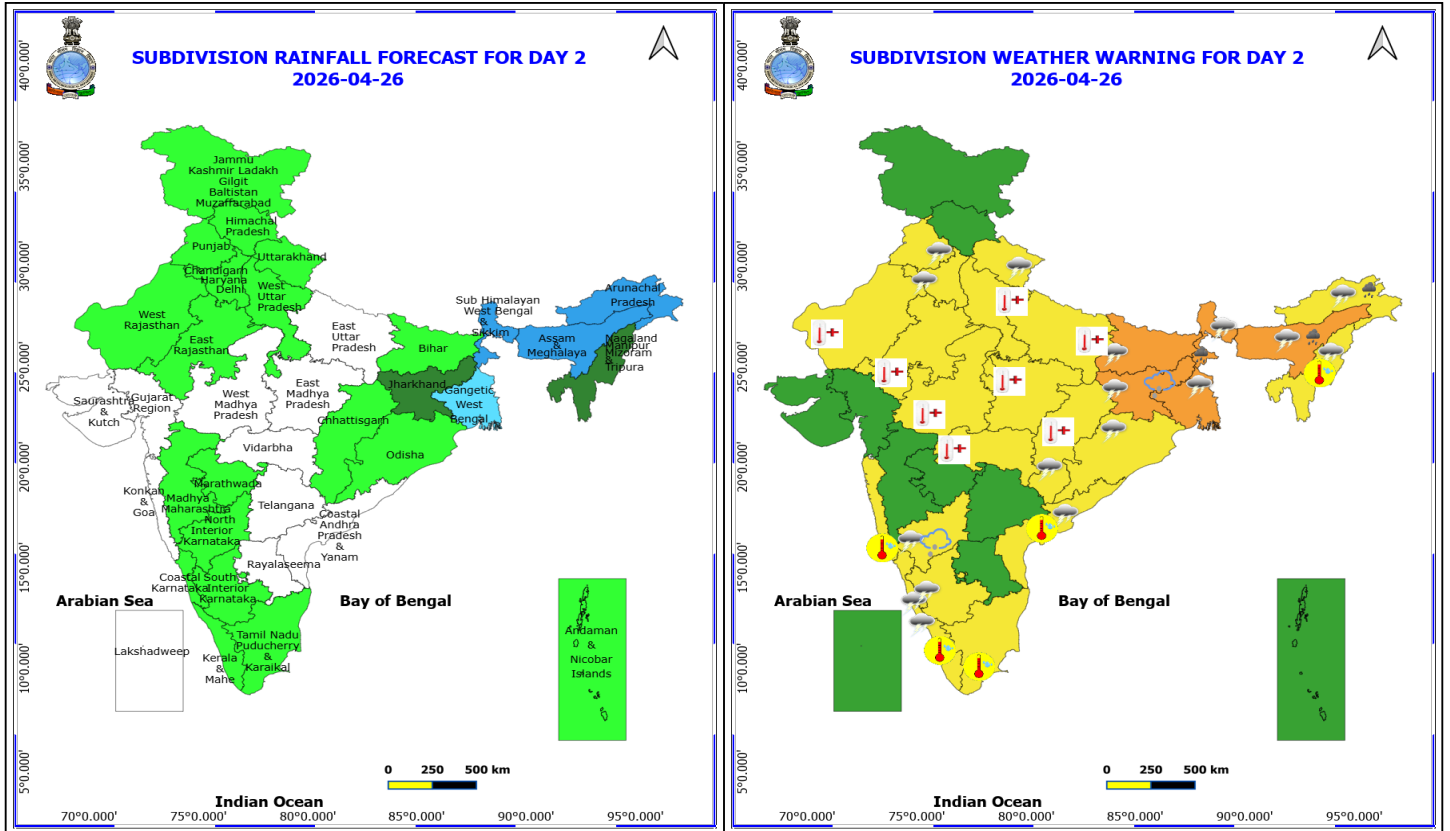 SUBDIVISION RAINFALL FORECAST FOR DAY 2
2026-04-26
40°0.000'
35°0.000'
30°0.000'
25°0.000'
20°0.000'
15°0.000'
10°0.000'
5°0.000'
Jammu
Kashmir Ladakh
Gilgit
Baltistan
Muzaffarabad
Himachal
Pradesh
Punjab
Uttarakhand
Chandigarh
Haryana
Delhi
West
Uttar
Pradesh
West
Rajasthan
East
Rajasthan
East
Uttar
Pradesh
Bihar
Sub Himalayan
West Bengal
&
Sikkim
Arunachal
Pradesh
Assam
&
Meghalaya
Nagaland
Manipur
Mizoram
&
Tripura
Jharkhand
Gangetic
West
Bengal
Saurashtra
&
Kutch
Gujarat
Region
West
Madhya
Pradesh
East
Madhya
Pradesh
Chhattisgarh
Odisha
Vidarbha
Konkan
&
Goa
Marathwada
Madhya
Maharashtra
North
Interior
Karnataka
Telangana
Coastal
Andhra
Pradesh
&
Yanam
Rayalaseema
Coastal
Karnataka
South
Interior
Karnataka
Arabian Sea
Bay of Bengal
Lakshadweep
Kerala
&
Mahe
Tamil Nadu
Puducherry
&
Karaikal
Andaman
&
Nicobar
Islands
0 250 500 km
Indian Ocean
70°0.000' 75°0.000' 80°0.000' 85°0.000' 90°0.000' 95°0.000'
SUBDIVISION WEATHER WARNING FOR DAY 2
2026-04-26
40°0.000'
35°0.000'
30°0.000'
25°0.000'
20°0.000'
15°0.000'
10°0.000'
5°0.000'
Arabian Sea
Bay of Bengal
0 250 500 km
Indian Ocean
70°0.000' 75°0.000' 80°0.000' 85°0.000' 90°0.000' 95°0.000'